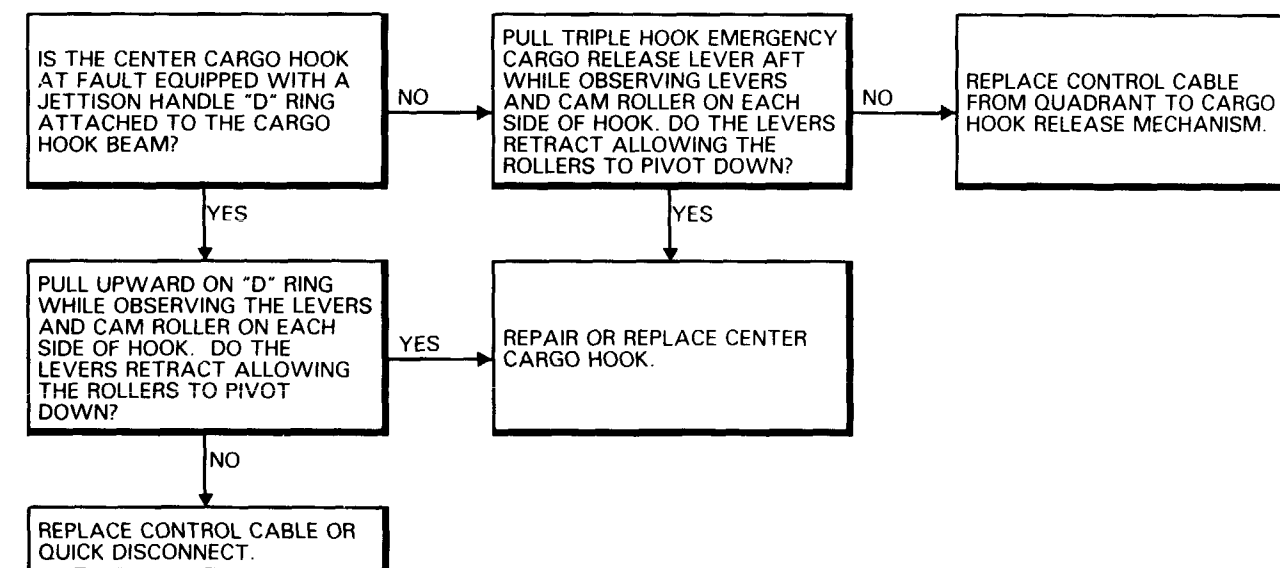 IS THE CENTER CARGO HOOK
AT FAULT EQUIPPED WITH A
JETTISON HANDLE "D" RING
ATTACHED TO THE CARGO
HOOK BEAM?
NO
PULL TRIPLE HOOK EMERGENCY
CARGO RELEASE LEVER AFT
WHILE OBSERVING LEVERS
AND CAM ROLLER ON EACH
SIDE OF HOOK. DO THE LEVERS
RETRACT ALLOWING THE
ROLLERS TO PIVOT DOWN?
NO
REPLACE CONTROL CABLE
FROM QUADRANT TO CARGO
HOOK RELEASE MECHANISM.
YES
YES
PULL UPWARD ON "D" RING
WHILE OBSERVING THE LEVERS
AND CAM ROLLER ON EACH
SIDE OF HOOK. DO THE
LEVERS RETRACT ALLOWING
THE ROLLERS TO PIVOT
DOWN?
YES
REPAIR OR REPLACE CENTER
CARGO HOOK.
NO
REPLACE CONTROL CABLE OR
QUICK DISCONNECT.